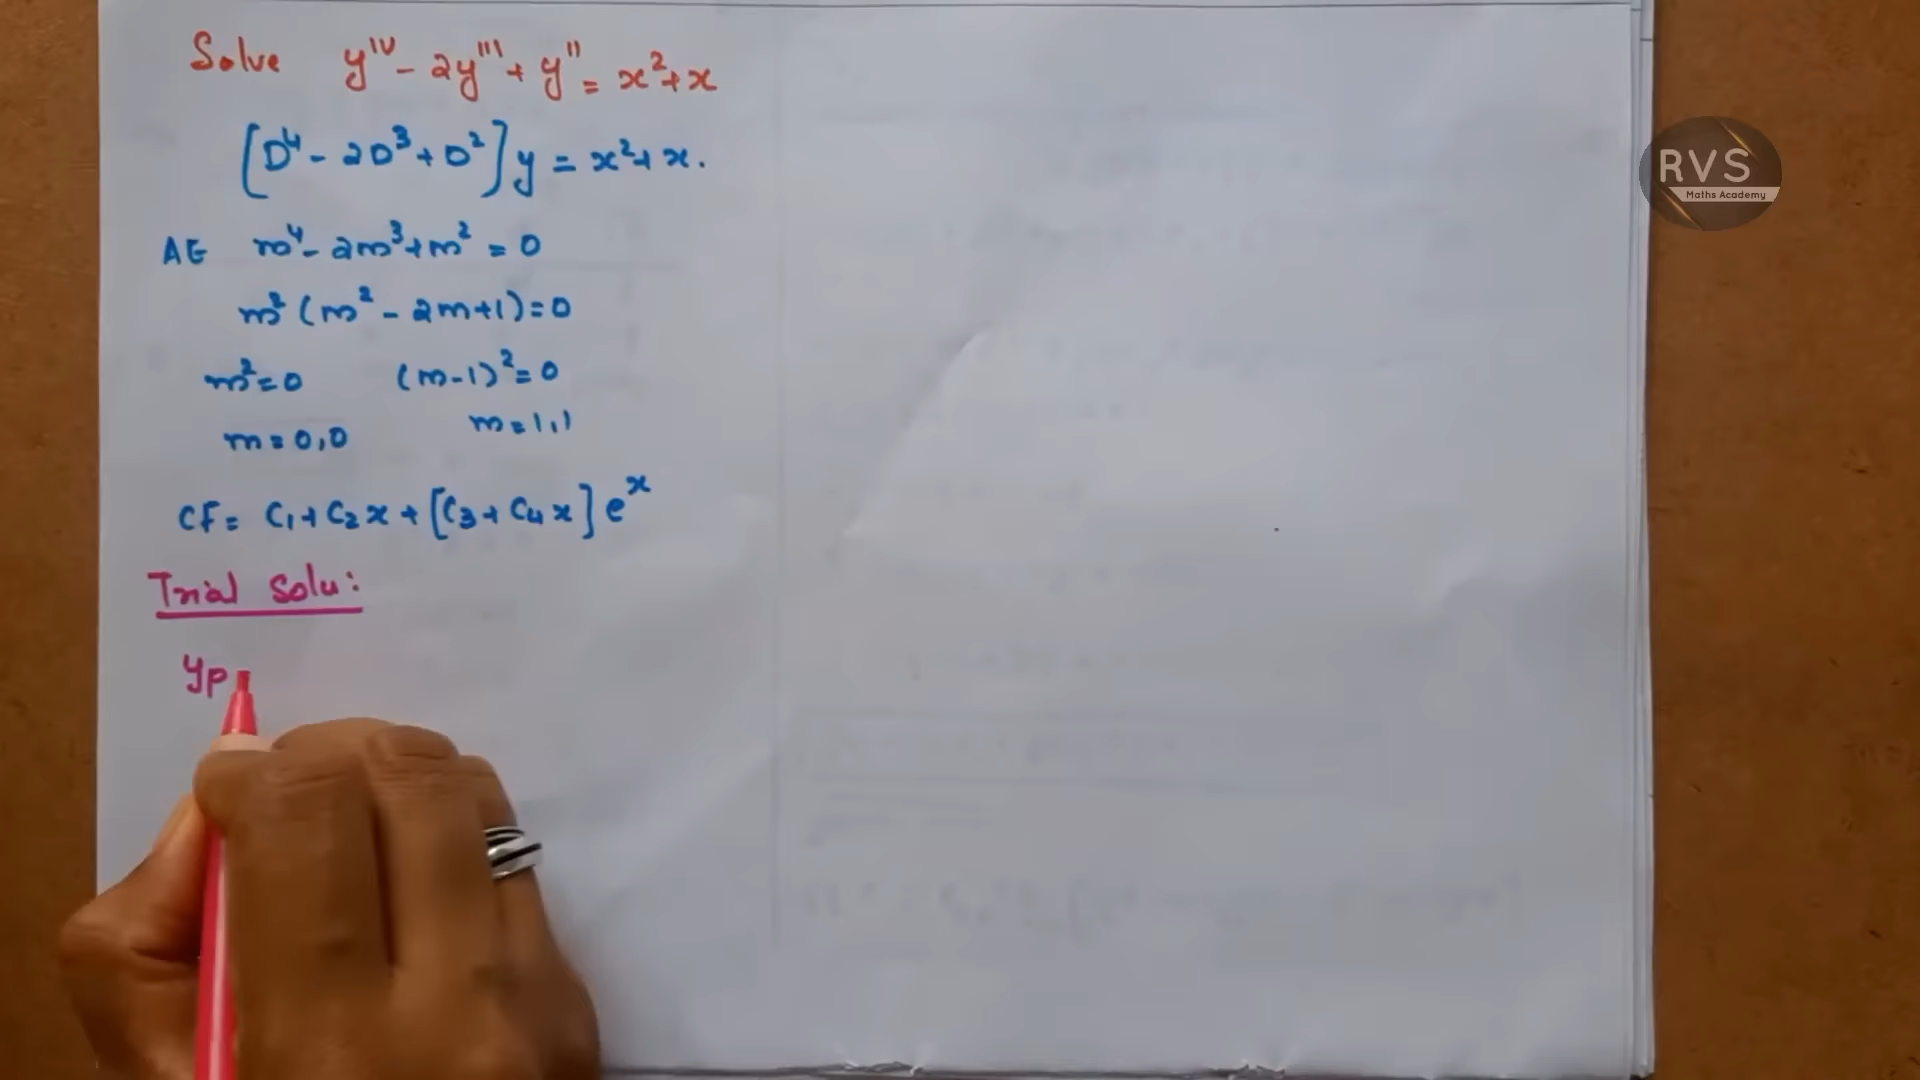 Solve y'ᵛ - 2y''' + y'' = x² + x
[D⁴ - 2D³ + D²] y = x² + x.
AE m⁴ - 2m³ + m² = 0
m² (m² - 2m + 1) = 0
m² = 0 (m-1)² = 0
m = 0,0 m = 1,1
CF = C₁ + C₂x + [C₃ + C₄x] eˣ
Trial Solu:
yp
RVS
Maths Academy